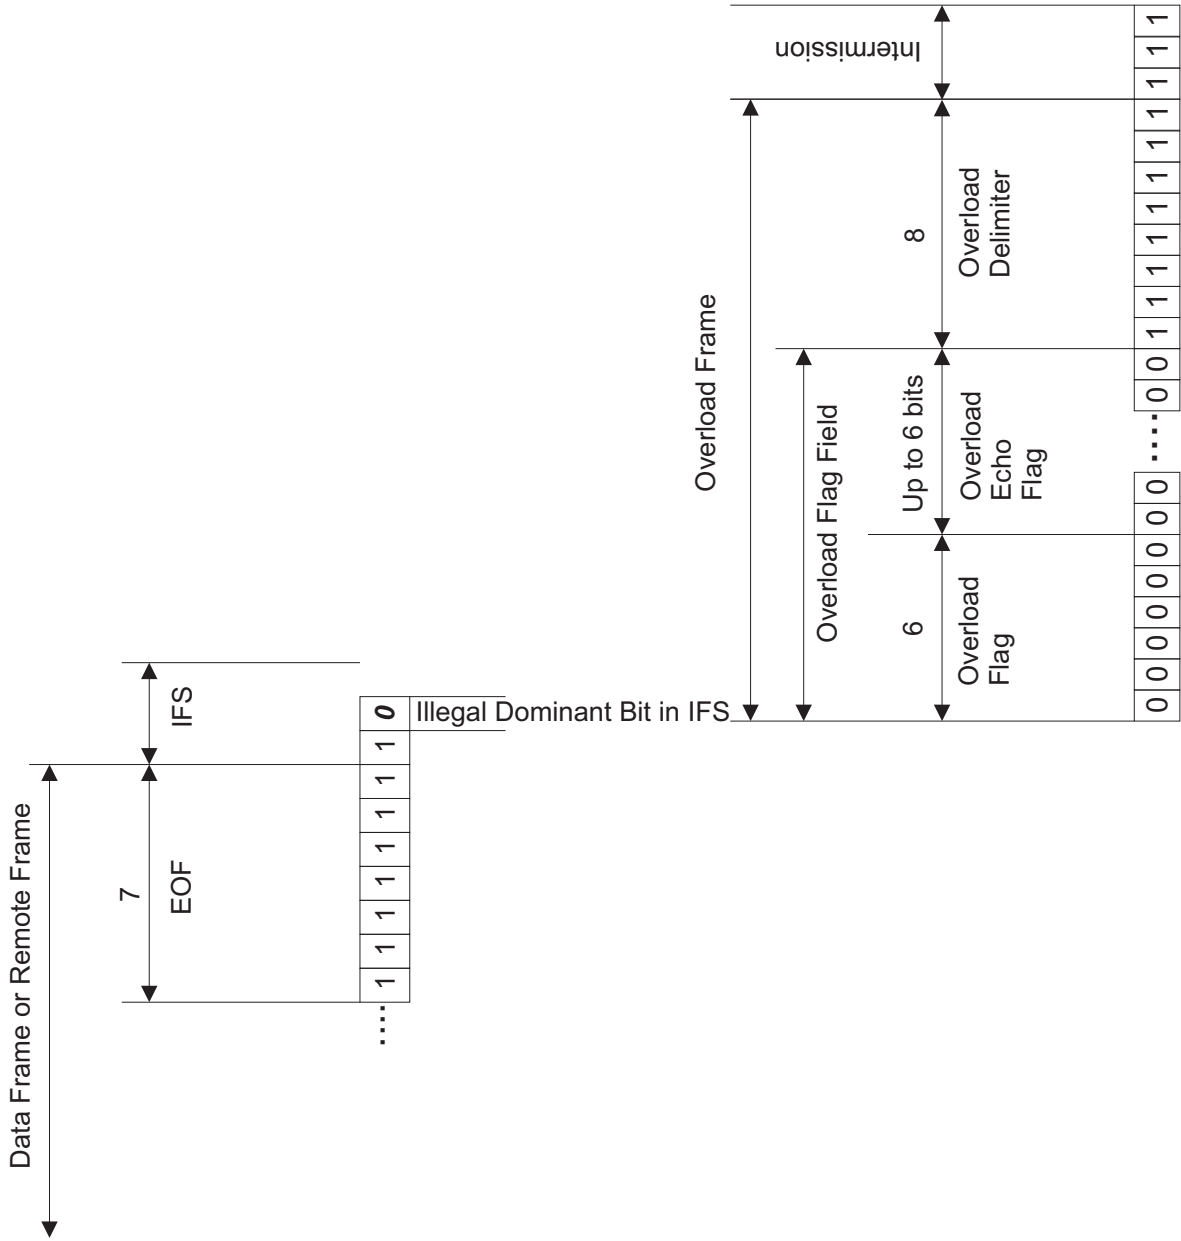 Data Frame or Remote Frame
7
EOF
IFS
.... 1 1 1 1 1 1 1 1 0
Illegal Dominant Bit in IFS
Overload Frame
Overload Flag Field
Intermission
6
Up to 6 bits
8
Overload
Flag
Overload
Echo
Flag
Overload
Delimiter
0 0 0 0 0 0 0 0 .... 0 0 1 1 1 1 1 1 1 1 1 1 1